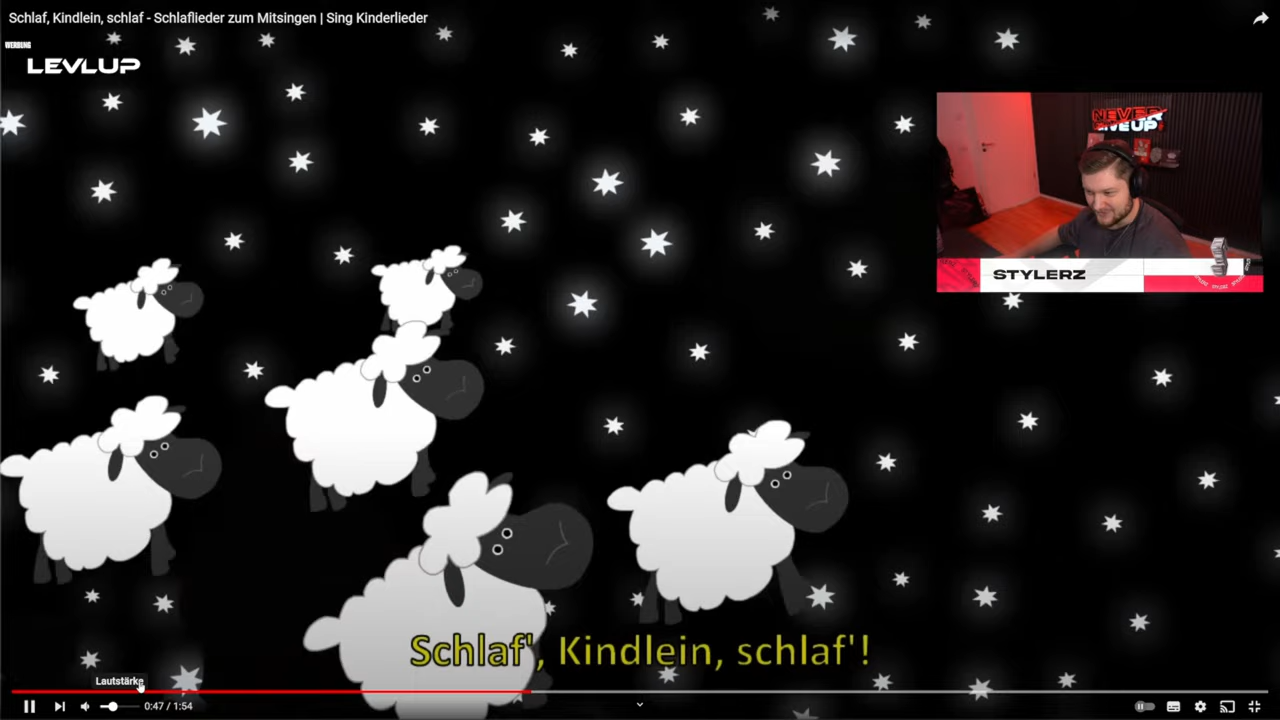 Schlaf, Kindlein, schlaf - Schlaflieder zum Mitsingen | Sing Kinderlieder
WERBUNG
LEVLUP
NEVER
GIVE UP
STYLERZ
Schlaf', Kindlein, schlaf'!
Lautstärke
0:47 / 1:54